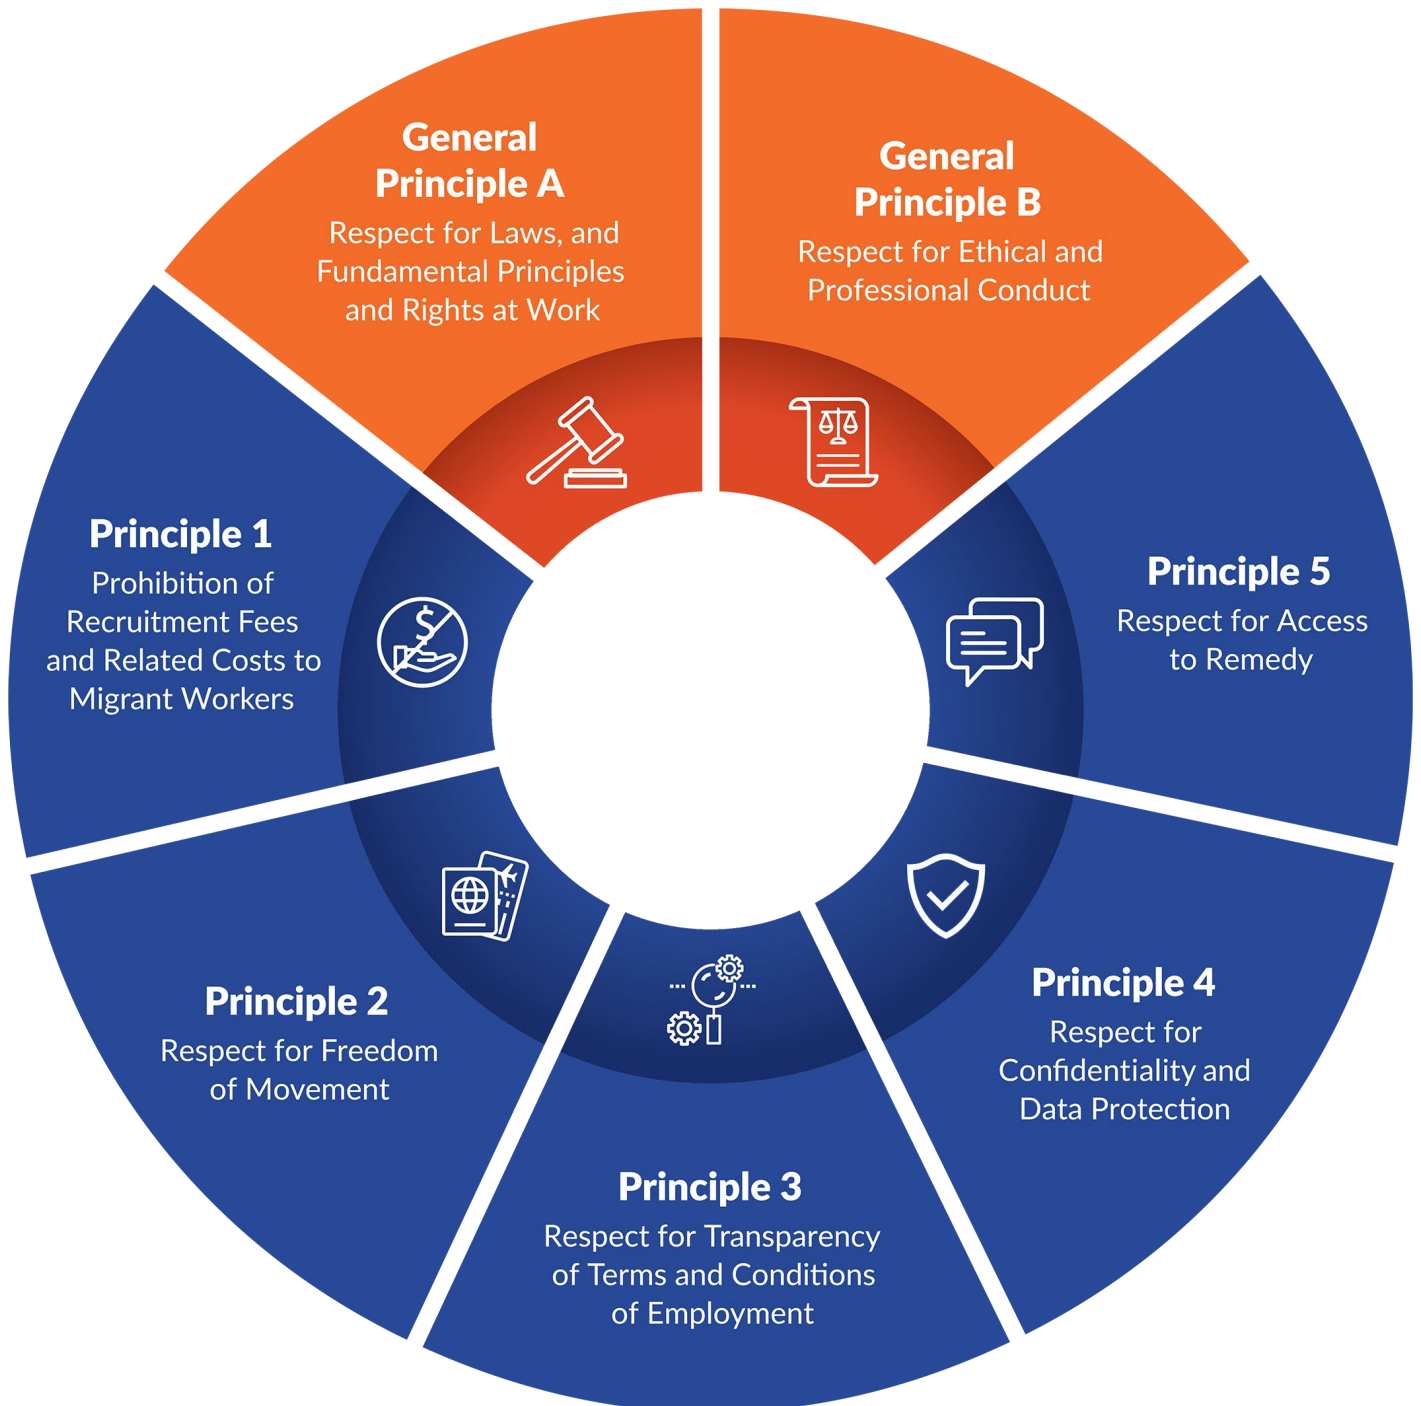 General
Principle A
Respect for Laws, and
Fundamental Principles
and Rights at Work
General
Principle B
Respect for Ethical and
Professional Conduct
Principle 1
Prohibition of
Recruitment Fees
and Related Costs to
Migrant Workers
Principle 5
Respect for Access
to Remedy
Principle 2
Respect for Freedom
of Movement
Principle 4
Respect for
Confidentiality and
Data Protection
Principle 3
Respect for Transparency
of Terms and Conditions
of Employment